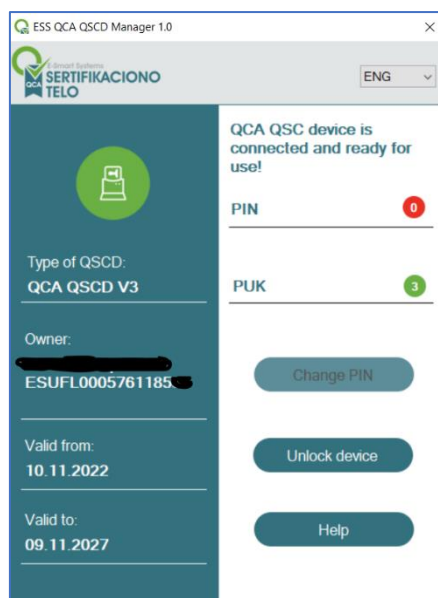 ESS QCA QSCD Manager 1.0
E-Smart Systems
QCA
SERTIFIKACIONO
TELO
ENG
QCA QSC device is
connected and ready for
use!
PIN
0
PUK
3
Type of QSCD:
QCA QSCD V3
Owner:
ESUFL0005761185
Valid from:
10.11.2022
Valid to:
09.11.2027
Change PIN
Unlock device
Help